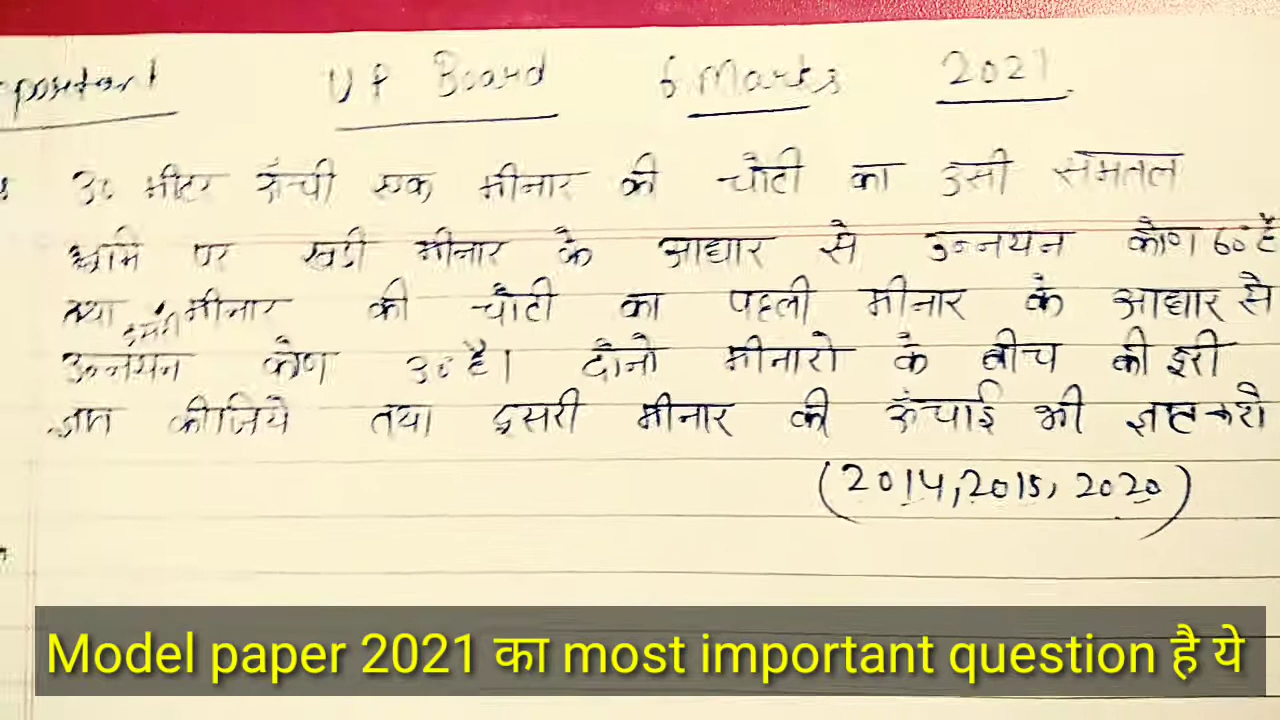 UP Board 6 Marks 2021
30 मीटर ऊँची एक मीनार की चोटी का उसी समतल
भूमि पर खड़ी मीनार के आधार से उन्नयन कोण 60° है
तथा दूसरी मीनार की चोटी का पहली मीनार के आधार से
उन्नयन कोण 30° है। दोनो मीनारो के बीच की दूरी
ज्ञात कीजिये तथा दुसरी मीनार की ऊँचाई भी ज्ञात करो
(2014, 2015, 2020)
Model paper 2021 का most important question है ये